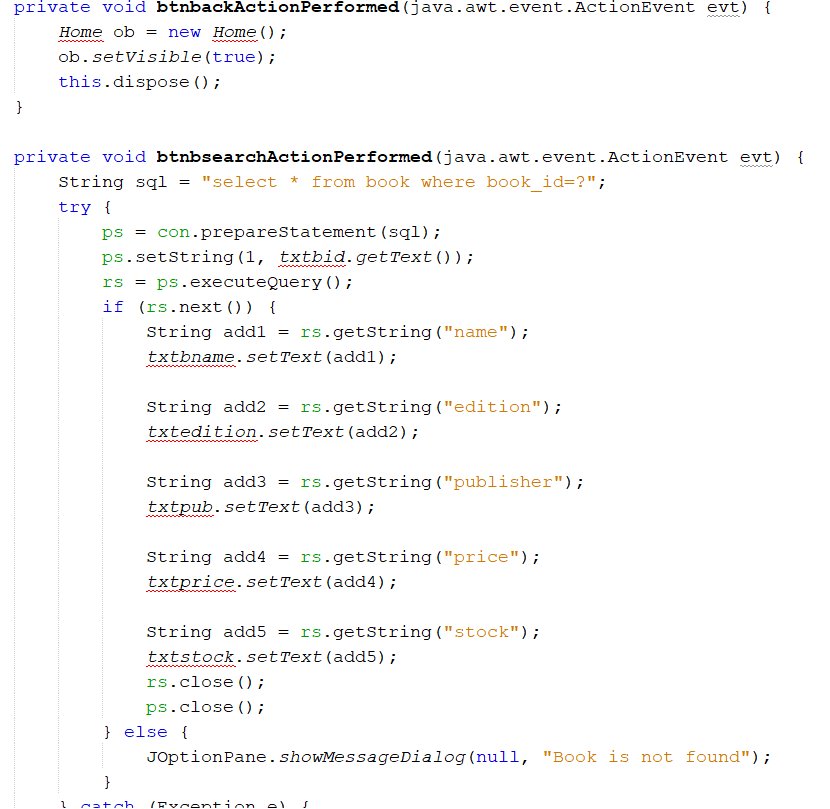 private void btnbackActionPerformed(java.awt.event.ActionEvent evt) {
    Home ob = new Home();
    ob.setVisible(true);
    this.dispose();
}

private void btnbsearchActionPerformed(java.awt.event.ActionEvent evt) {
    String sql = "select * from book where book_id=?";
    try {
        ps = con.prepareStatement(sql);
        ps.setString(1, txtbid.getText());
        rs = ps.executeQuery();
        if (rs.next()) {
            String add1 = rs.getString("name");
            txtbname.setText(add1);

            String add2 = rs.getString("edition");
            txtedition.setText(add2);

            String add3 = rs.getString("publisher");
            txtpub.setText(add3);

            String add4 = rs.getString("price");
            txtprice.setText(add4);

            String add5 = rs.getString("stock");
            txtstock.setText(add5);
            rs.close();
            ps.close();
        } else {
            JOptionPane.showMessageDialog(null, "Book is not found");
        }
    } catch (Exception e) {